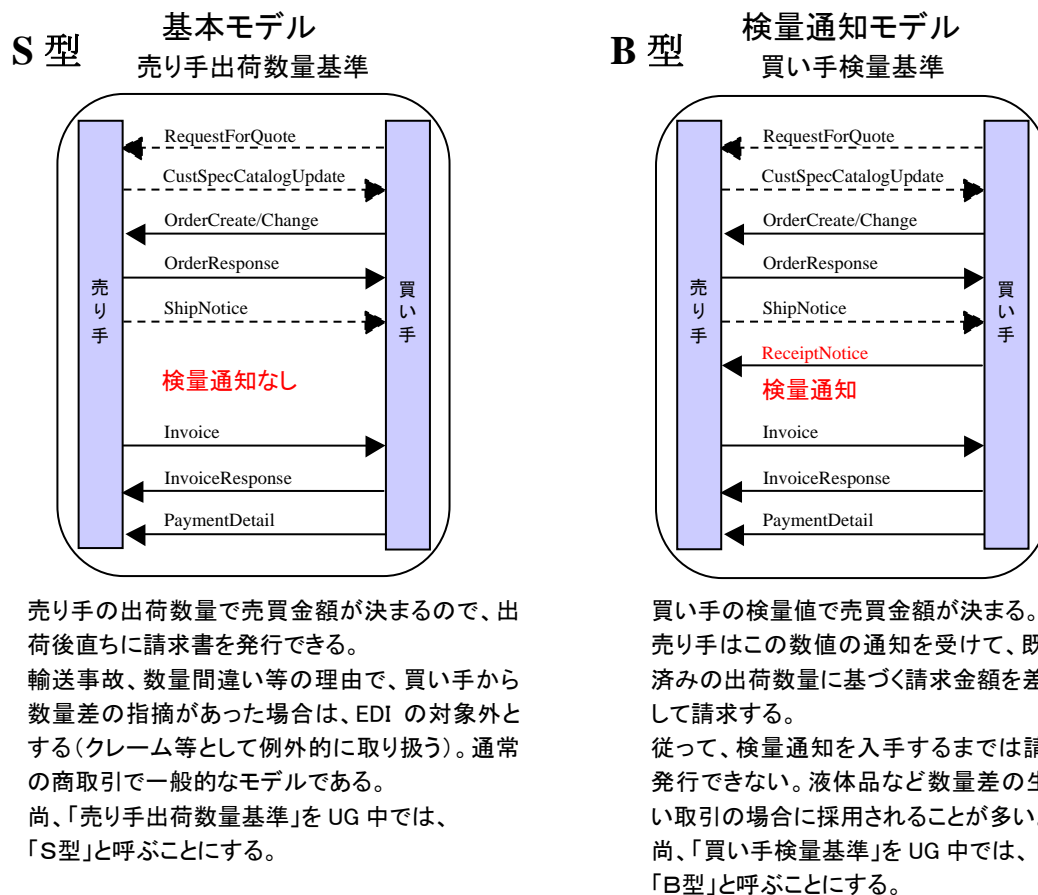 S 型
基本モデル
売り手出荷数量基準
RequestForQuote
CustSpecCatalogUpdate
OrderCreate/Change
OrderResponse
ShipNotice
検量通知なし
Invoice
InvoiceResponse
PaymentDetail
売り手
買い手
売り手の出荷数量で売買金額が決まるので、出
荷後直ちに請求書を発行できる。
輸送事故、数量間違い等の理由で、買い手から
数量差の指摘があった場合は、EDI の対象外と
する(クレーム等として例外的に取り扱う)。通常
の商取引で一般的なモデルである。
尚、「売り手出荷数量基準」を UG 中では、
「S型」と呼ぶことにする。
B 型
検量通知モデル
買い手検量基準
RequestForQuote
CustSpecCatalogUpdate
OrderCreate/Change
OrderResponse
ShipNotice
ReceiptNotice
検量通知
Invoice
InvoiceResponse
PaymentDetail
売り手
買い手
買い手の検量値で売買金額が決まる。
売り手はこの数値の通知を受けて、既
済みの出荷数量に基づく請求金額を差
して請求する。
従って、検量通知を入手するまでは請
発行できない。液体品など数量差の生
い取引の場合に採用されることが多い
尚、「買い手検量基準」を UG 中では、
「B型」と呼ぶことにする。